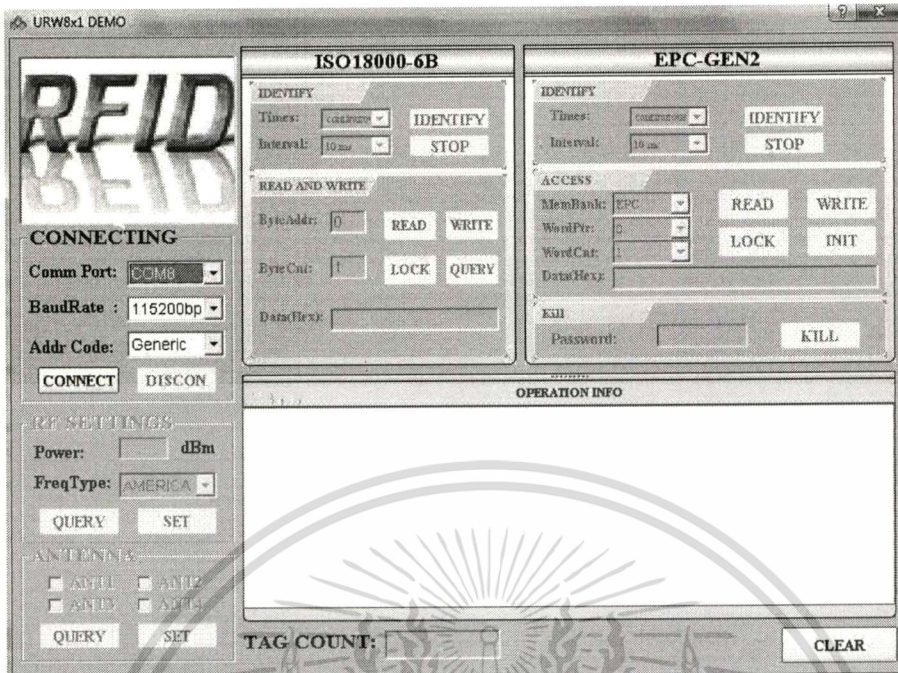 URW8x1 DEMO
RFID
CONNECTING
Comm Port: COM8
BaudRate : 115200bp
Addr Code: Generic
CONNECT DISCON
RF SETTINGS
Power: dBm
FreqType: AMERICA
QUERY SET
ANTENNA
ANT1 ANT2
ANT3 ANT4
QUERY SET
ISO18000-6B
IDENTIFY
Times: IDENTIFY
Interval: 10 ms STOP
READ AND WRITE
ByteAddr: 0 READ WRITE
ByteCnt: 1 LOCK QUERY
Data(Hex):
EPC-GEN2
IDENTIFY
Times: continuous IDENTIFY
Interval: 10 ms STOP
ACCESS
MemBank: EPC READ WRITE
WordPtr: 0
WordCnt: 1 LOCK INIT
Data(Hex):
Kill
Password: KILL
OPERATION INFO
TAG COUNT:
CLEAR